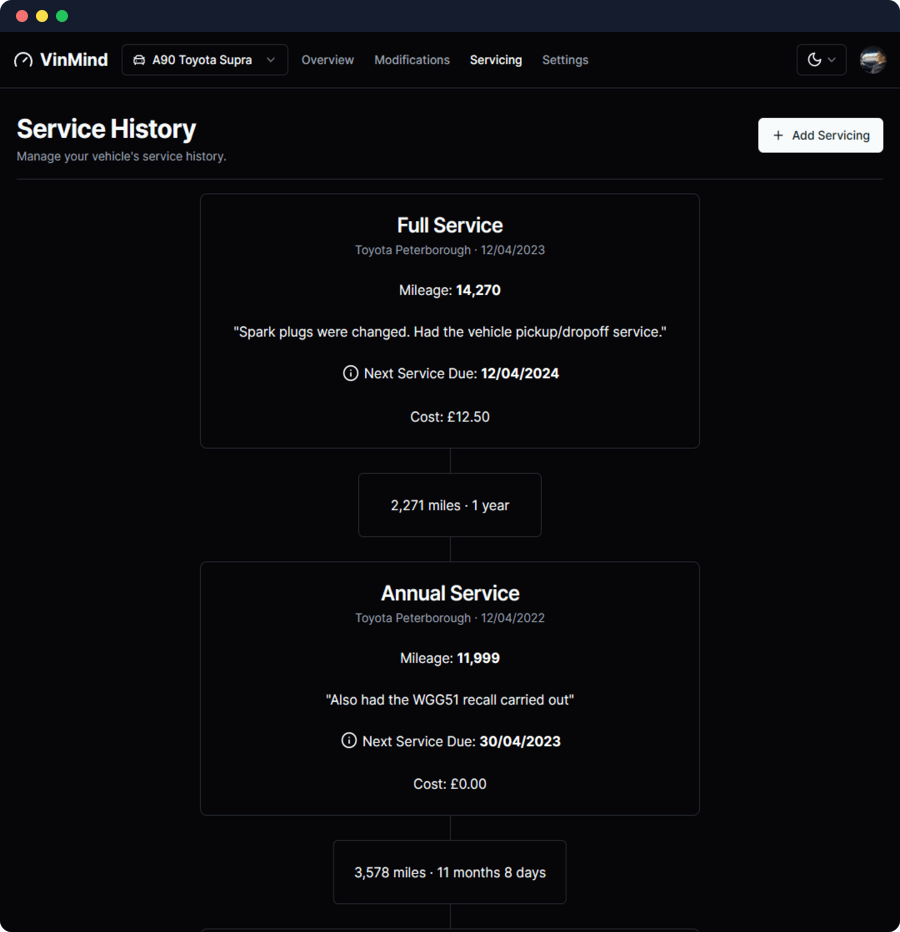 VinMind A90 Toyota Supra Overview Modifications Servicing Settings
Service History
+ Add Servicing
Manage your vehicle's service history.
Full Service
Toyota Peterborough · 12/04/2023
Mileage: 14,270
"Spark plugs were changed. Had the vehicle pickup/dropoff service."
Next Service Due: 12/04/2024
Cost: £12.50
2,271 miles · 1 year
Annual Service
Toyota Peterborough · 12/04/2022
Mileage: 11,999
"Also had the WGG51 recall carried out"
Next Service Due: 30/04/2023
Cost: £0.00
3,578 miles · 11 months 8 days